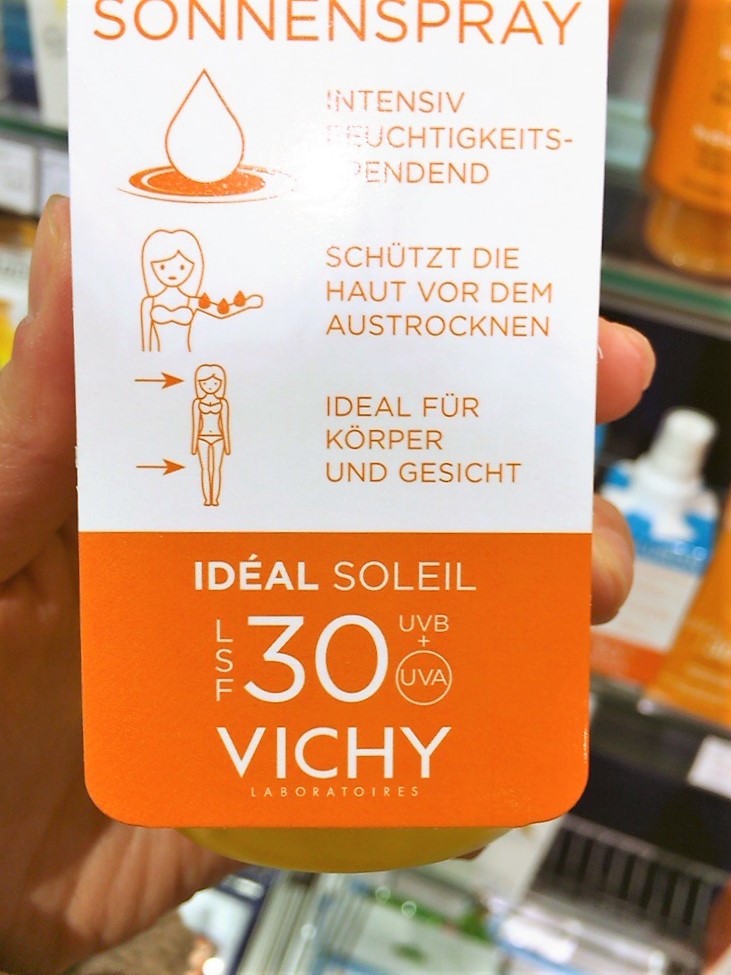 SONNENSPRAY
INTENSIV
FEUCHTIGKEITS-
SPENDEND
SCHÜTZT DIE
HAUT VOR DEM
AUSTROCKNEN
IDEAL FÜR
KÖRPER
UND GESICHT
IDÉAL SOLEIL
LSF 30 UVB
+
UVA
VICHY
LABORATOIRES